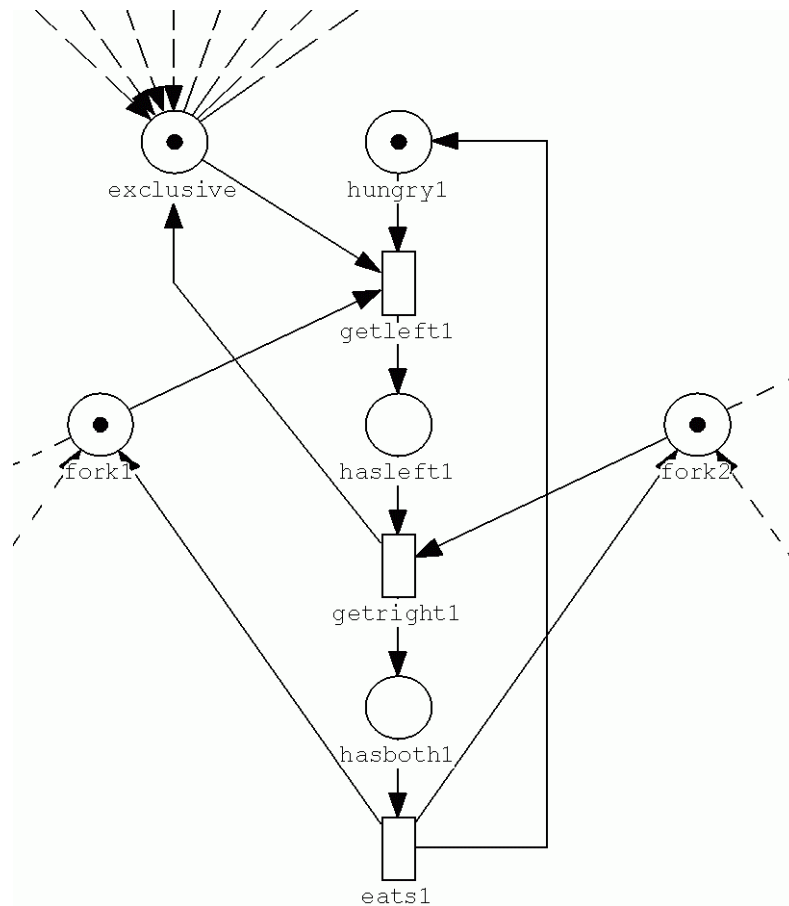 exclusive
hungry1
getleft1
fork1
hasleft1
fork2
getright1
hasboth1
eats1